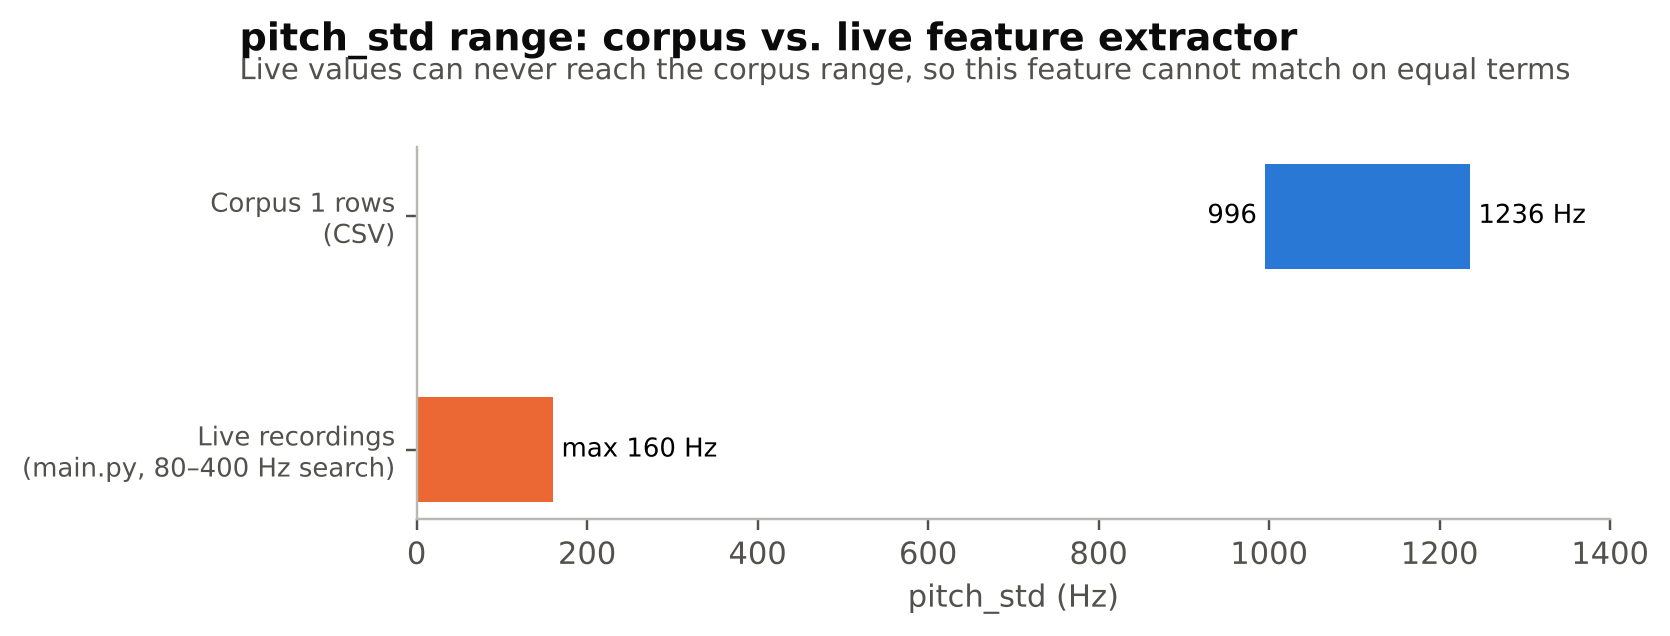 pitch_std range: corpus vs. live feature extractor
Live values can never reach the corpus range, so this feature cannot match on equal terms
Corpus 1 rows
(CSV)
996
1236 Hz
Live recordings
(main.py, 80–400 Hz search)
max 160 Hz
0 200 400 600 800 1000 1200 1400
pitch_std (Hz)